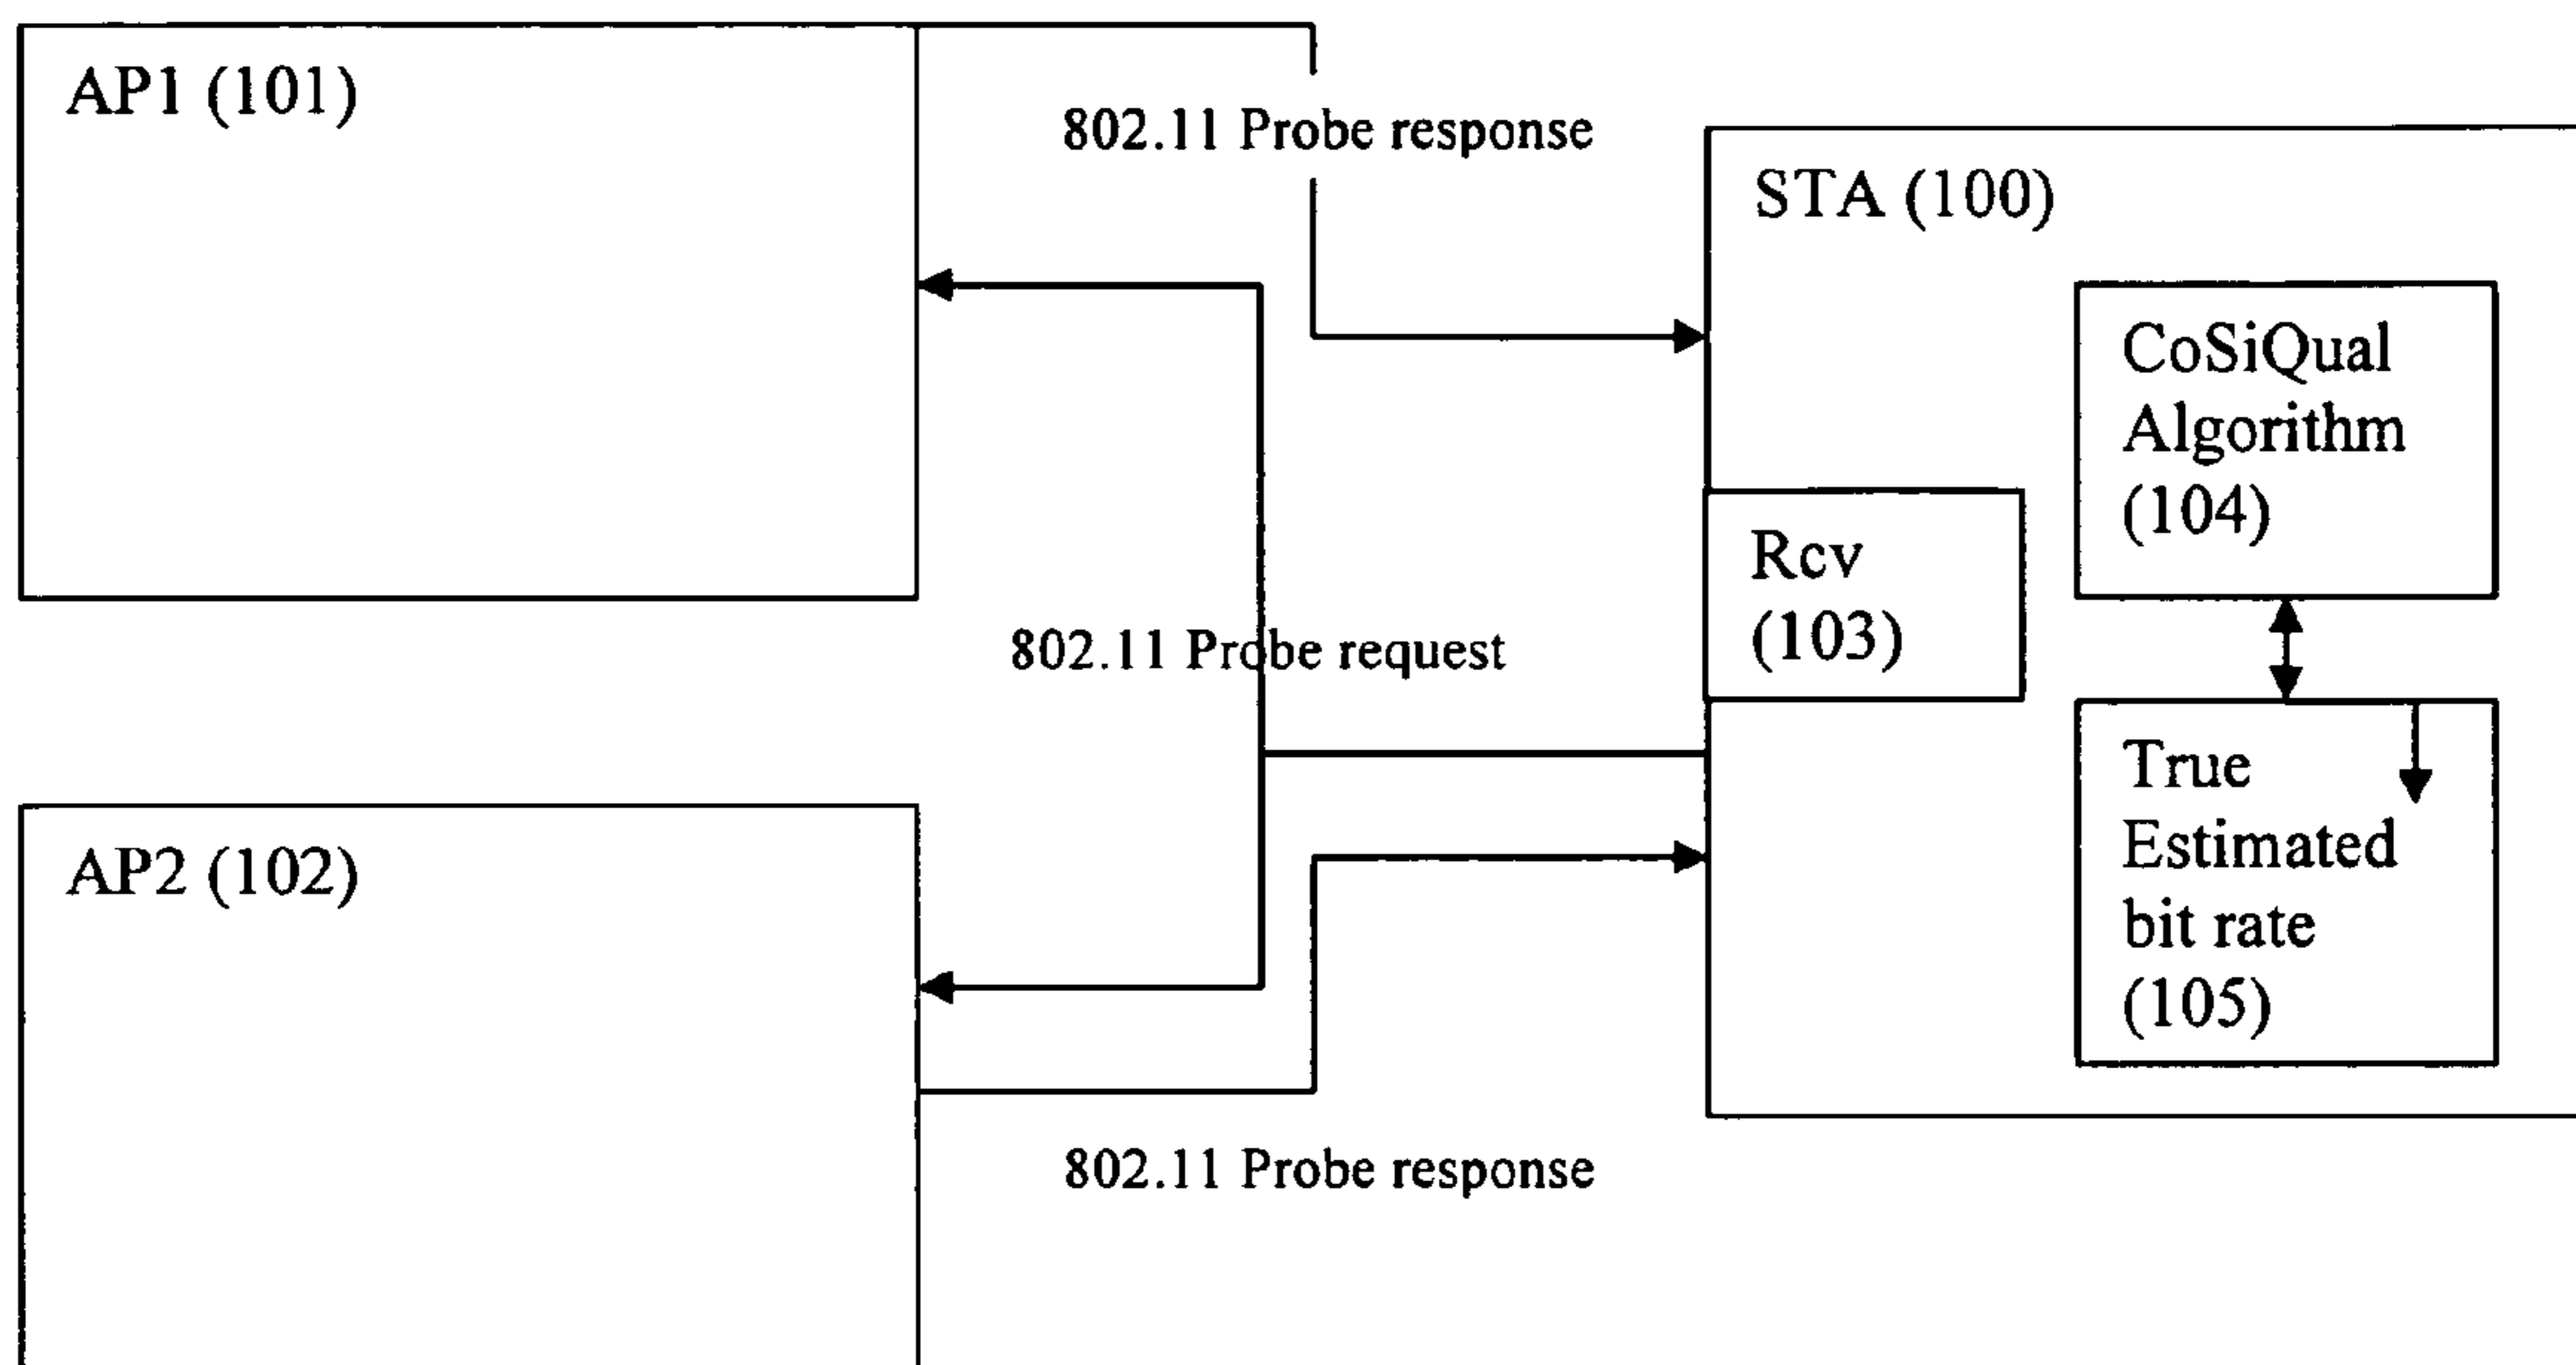 AP1 (101)
802.11 Probe response
STA (100)
CoSiQual
Algorithm
(104)
Rcv
(103)
802.11 Probe request
True
Estimated
bit rate
(105)
AP2 (102)
802.11 Probe response